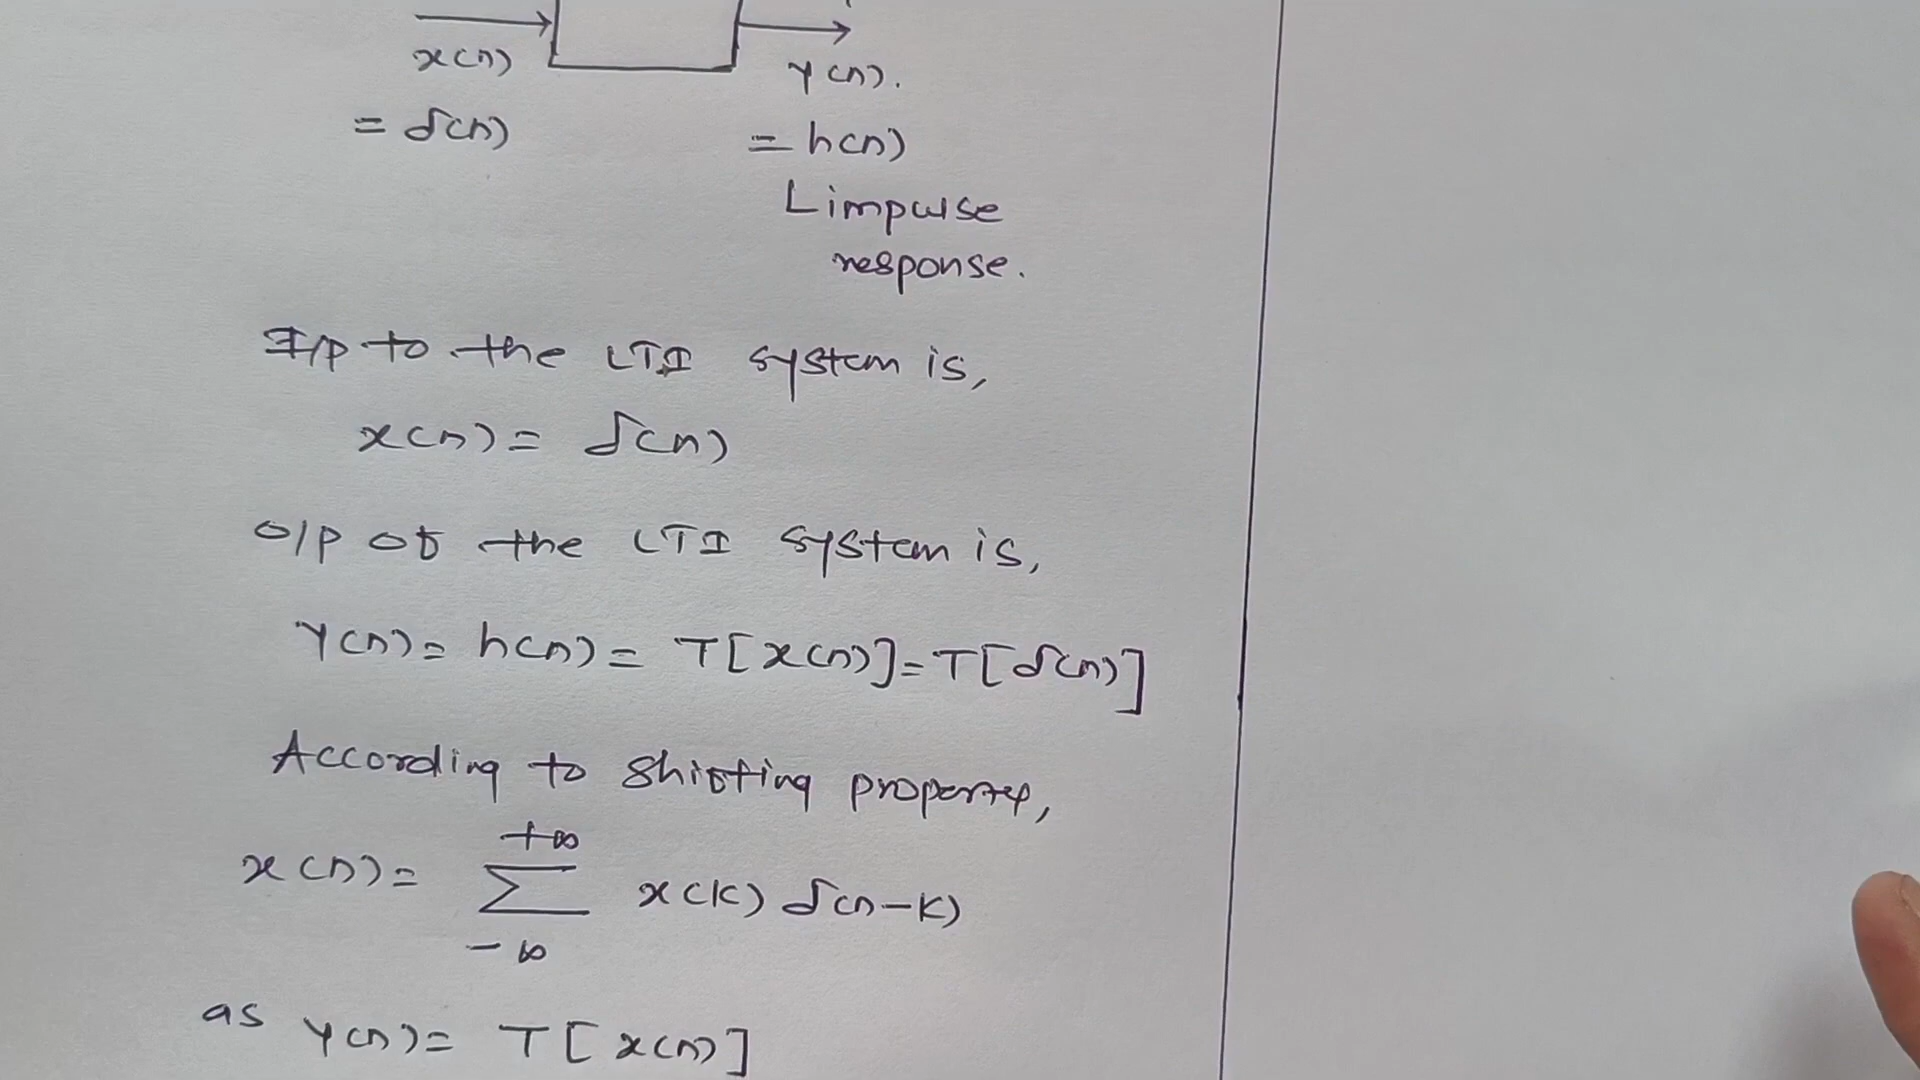 x(n)
y(n).
= δ(n)
= h(n)
impulse
response.
I/p to the LTI system is,
x(n) = δ(n)
o/p of the LTI system is,
y(n) = h(n) = T[x(n)] = T[δ(n)]
According to shifting property,
+∞
x(n) = Σ x(k) δ(n-k)
-∞
as y(n) = T[x(n)]